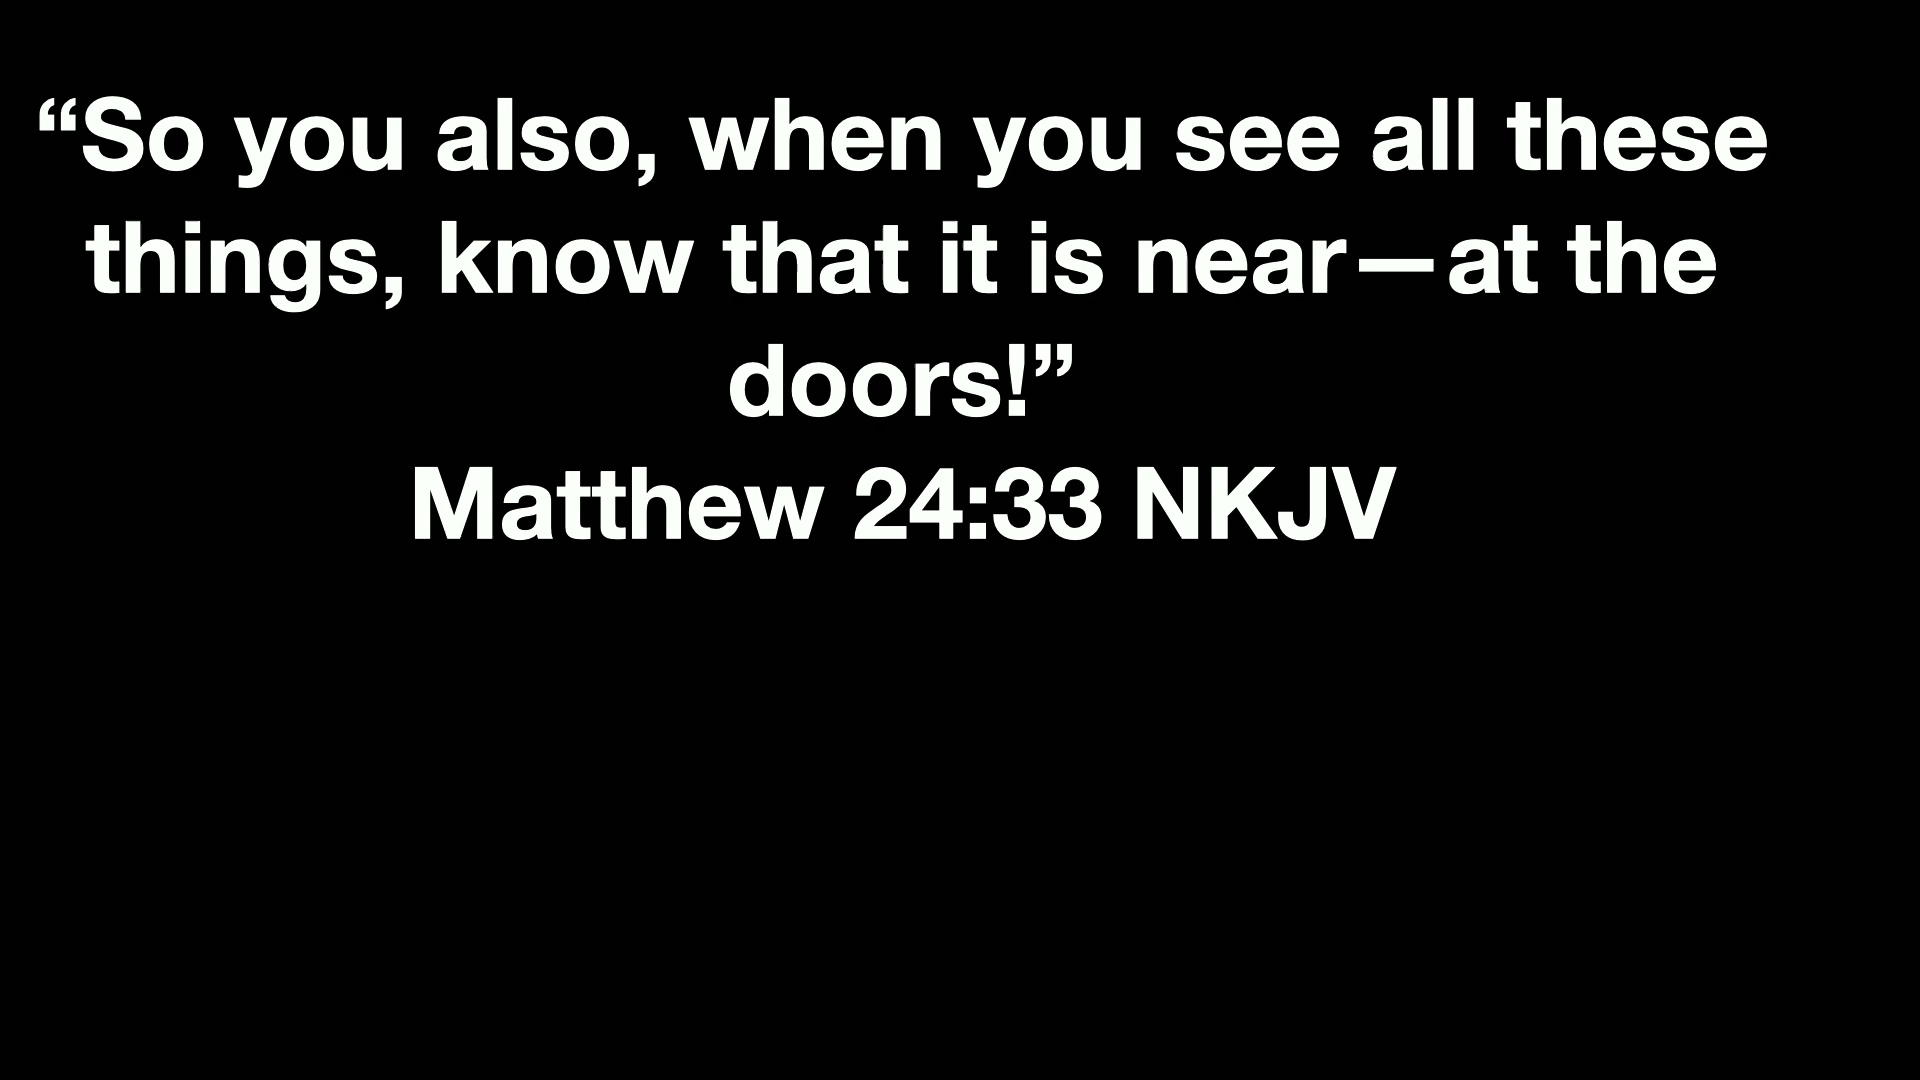 “So you also, when you see all these
things, know that it is near—at the
doors!”
Matthew 24:33 NKJV